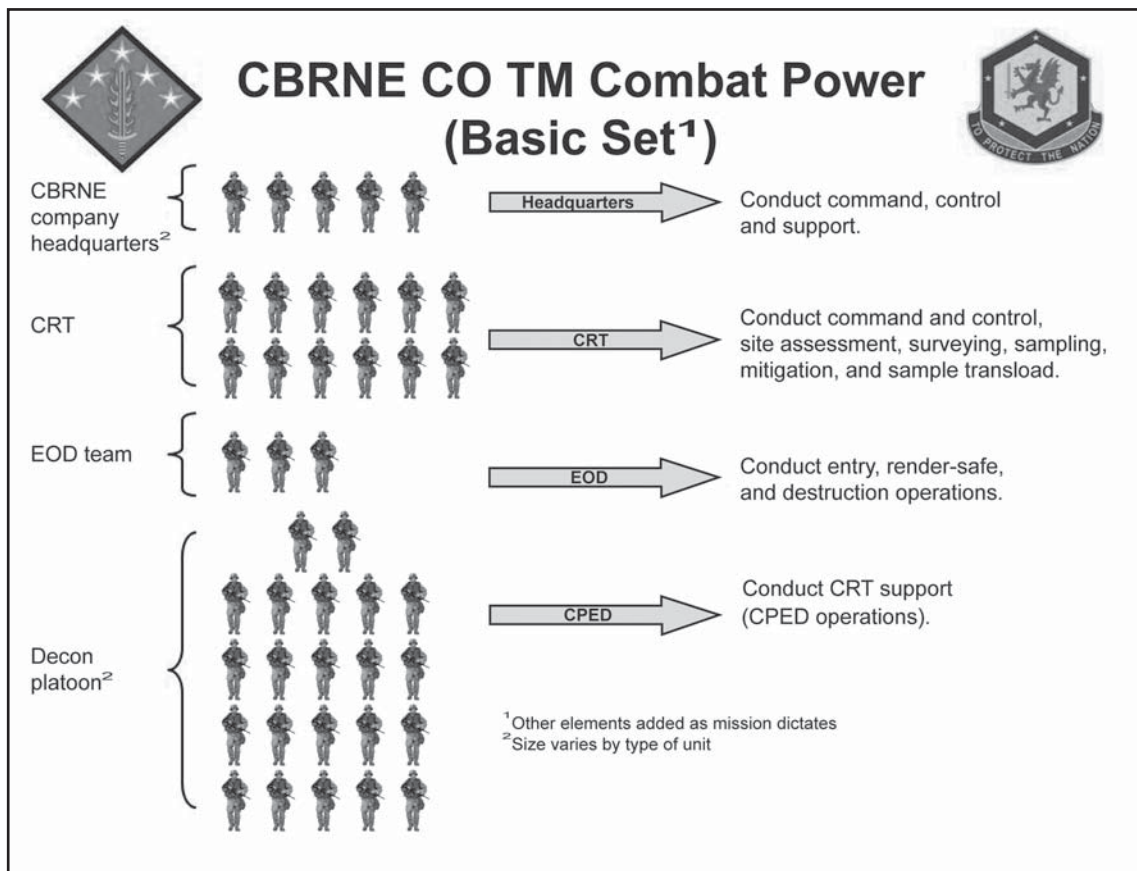 CBRNE CO TM Combat Power
(Basic Set¹)
TO PROTECT THE NATION
CBRNE
company
headquarters²
Headquarters
Conduct command, control
and support.
CRT
CRT
Conduct command and control,
site assessment, surveying, sampling,
mitigation, and sample transload.
EOD team
EOD
Conduct entry, render-safe,
and destruction operations.
Decon
platoon²
CPED
Conduct CRT support
(CPED operations).
¹Other elements added as mission dictates
²Size varies by type of unit